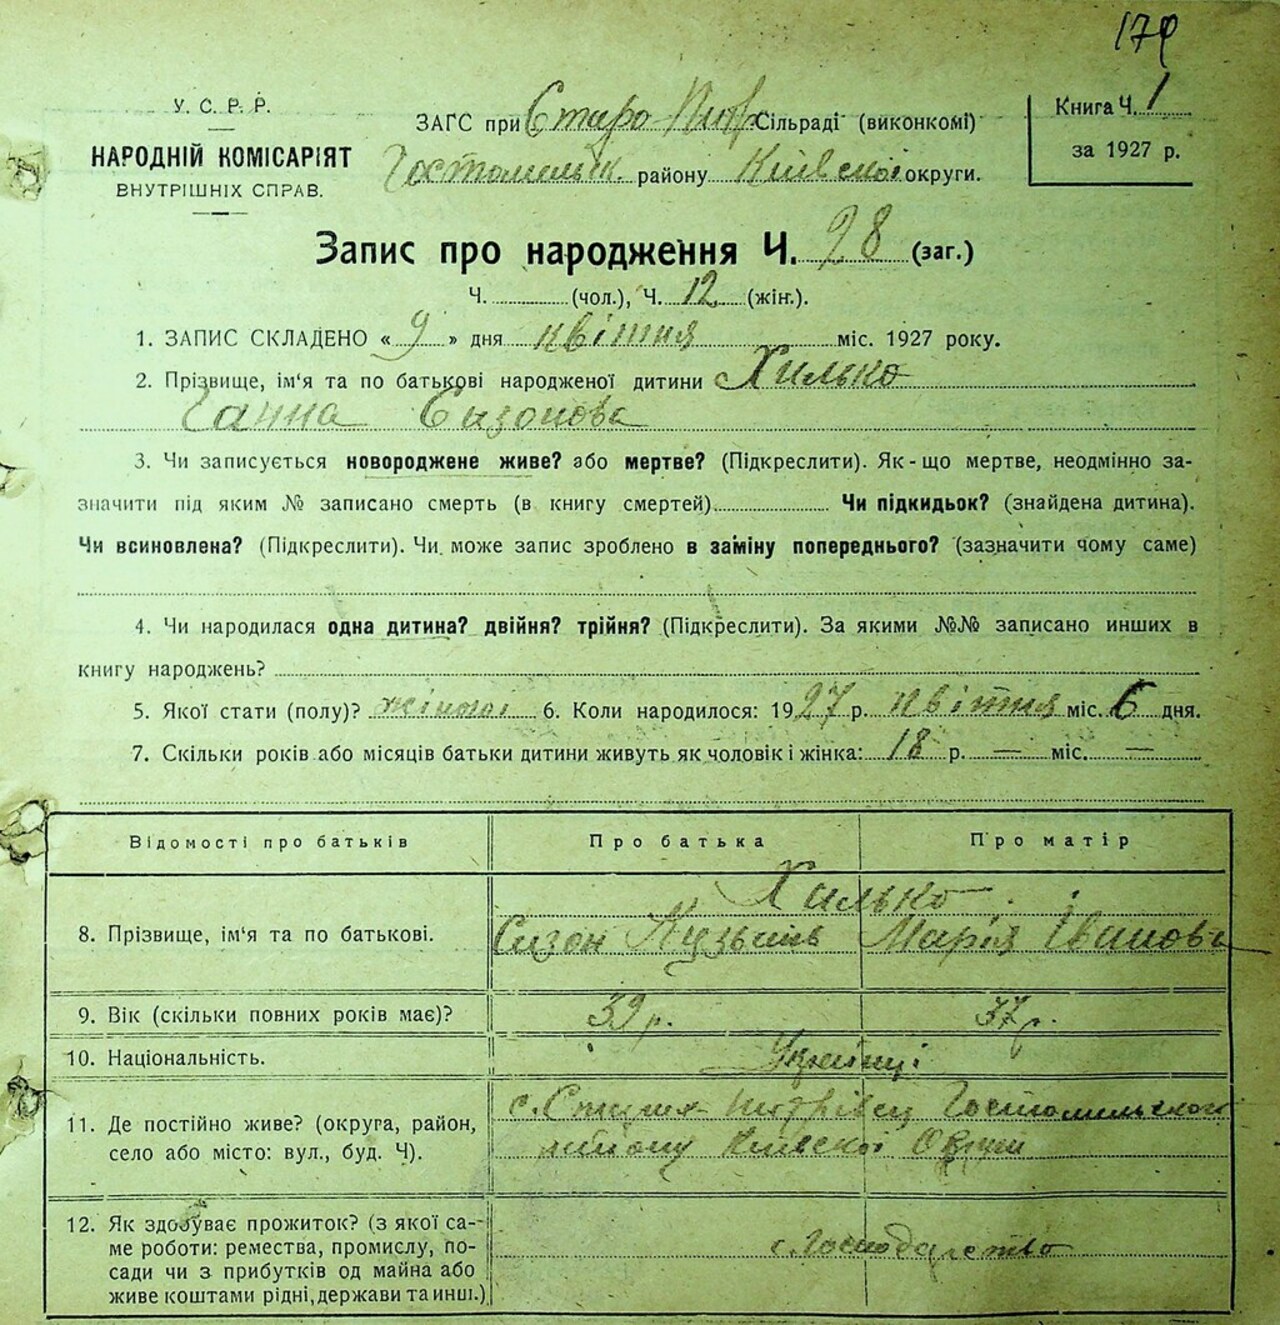 179
У. С. Р. Р.
НАРОДНІЙ КОМІСАРІЯТ
ВНУТРІШНІХ СПРАВ.
ЗАГС при Старо-Питр. Сільраді (виконкомі)
Гостомельськ. району Київської округи.
Книга Ч. 1
за 1927 р.
Запис про народження Ч. 28 (заг.)
Ч. (чол.), Ч. 12 (жін.).
1. ЗАПИС СКЛАДЕНО « 9 » дня квітня міс. 1927 року.
2. Прізвище, ім'я та по батькові народженої дитини Хилько
Ганна Сизонова
3. Чи записується новороджене живе? або мертве? (Підкреслити). Як-що мертве, неодмінно за-
значити під яким № записано смерть (в книгу смертей) Чи підкидьок? (знайдена дитина).
Чи всиновлена? (Підкреслити). Чи може запис зроблено в заміну попереднього? (зазначити чому саме)
4. Чи народилася одна дитина? двійня? трійня? (Підкреслити). За якими №№ записано инших в
книгу народжень?
5. Якої стати (полу)? жіночої 6. Коли народилося: 1927 р. квітня міс. 6 дня.
7. Скільки років або місяців батьки дитини живуть як чоловік і жінка: 18 р. — міс. —
Відомості про батьків Про батька Про матір
Хилько
8. Прізвище, ім'я та по батькові. Сизон Кузьмів Марія Іванова
9. Вік (скільки повних років має)? 39 р. 37 р.
10. Національність. Українці
11. Де постійно живе? (округа, район, село або місто: вул., буд. Ч). с. Старих-Питрівці Гостомельського
району Київської Округи
12. Як здобуває прожиток? (з якої са-
ме роботи: ремества, промислу, по- с. Господарство
сади чи з прибутків од майна або
живе коштами рідні, держави та инш.)